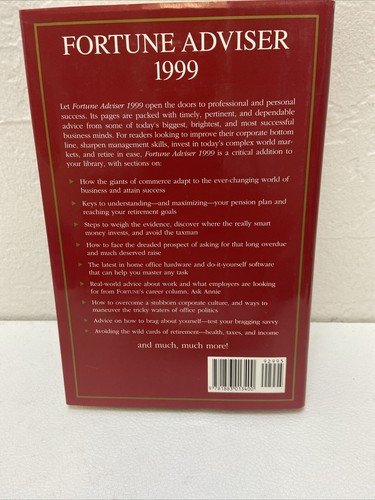 FORTUNE ADVISER
1999
Let Fortune Adviser 1999 open the doors to professional and personal
success. Its pages are packed with timely, pertinent, and dependable
advice from some of today's biggest, brightest, and most successful
business minds. For readers looking to improve their corporate bottom
line, sharpen management skills, invest in today's complex world mar-
kets, and retire in ease, Fortune Adviser 1999 is a critical addition to
your library, with sections on:
How the giants of commerce adapt to the ever-changing world of
business and attain success
Keys to understanding—and maximizing—your pension plan and
reaching your retirement goals
Steps to weigh the evidence, discover where the really smart
money invests, and avoid the taxman
How to face the dreaded prospect of asking for that long overdue
and much deserved raise
The latest in home office hardware and do-it-yourself software
that can help you master any task
Real-world advice about work and what employers are looking
for from FORTUNE's career column, Ask Annie
How to overcome a stubborn corporate culture, and ways to
maneuver the tricky waters of office politics
Advice on how to brag about yourself—test your bragging savvy
Avoiding the wild cards of retirement—health, taxes, and income
and much, much more!
92995
9 781883 013400